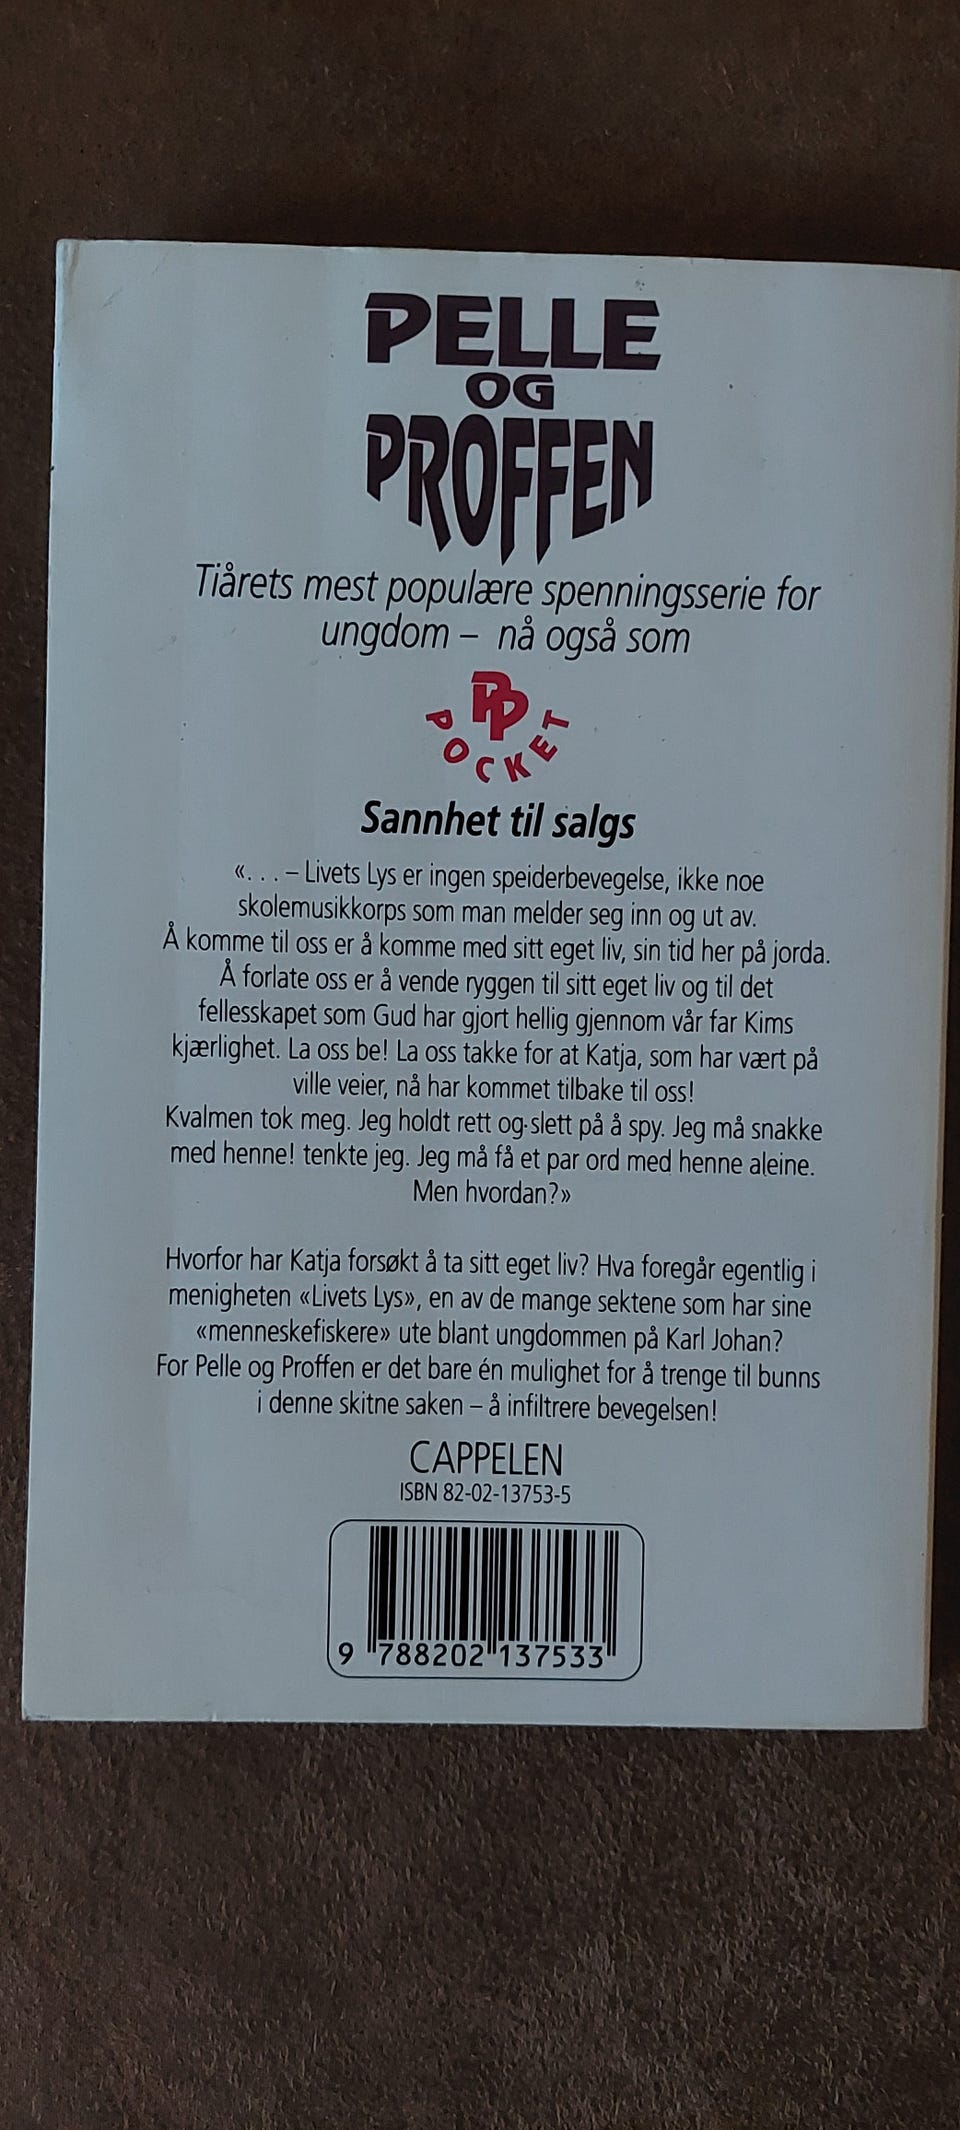 PELLE
OG
PROFFEN
Tiårets mest populære spenningsserie for
ungdom – nå også som
PP
POCKET
Sannhet til salgs
«. . . – Livets Lys er ingen speiderbevegelse, ikke noe
skolemusikkorps som man melder seg inn og ut av.
Å komme til oss er å komme med sitt eget liv, sin tid her på jorda.
Å forlate oss er å vende ryggen til sitt eget liv og til det
fellesskapet som Gud har gjort hellig gjennom vår far Kims
kjærlighet. La oss be! La oss takke for at Katja, som har vært på
ville veier, nå har kommet tilbake til oss!
Kvalmen tok meg. Jeg holdt rett og slett på å spy. Jeg må snakke
med henne! tenkte jeg. Jeg må få et par ord med henne aleine.
Men hvordan?»
Hvorfor har Katja forsøkt å ta sitt eget liv? Hva foregår egentlig i
menigheten «Livets Lys», en av de mange sektene som har sine
«menneskefiskere» ute blant ungdommen på Karl Johan?
For Pelle og Proffen er det bare én mulighet for å trenge til bunns
i denne skitne saken – å infiltrere bevegelsen!
CAPPELEN
ISBN 82-02-13753-5
9 788202 137533